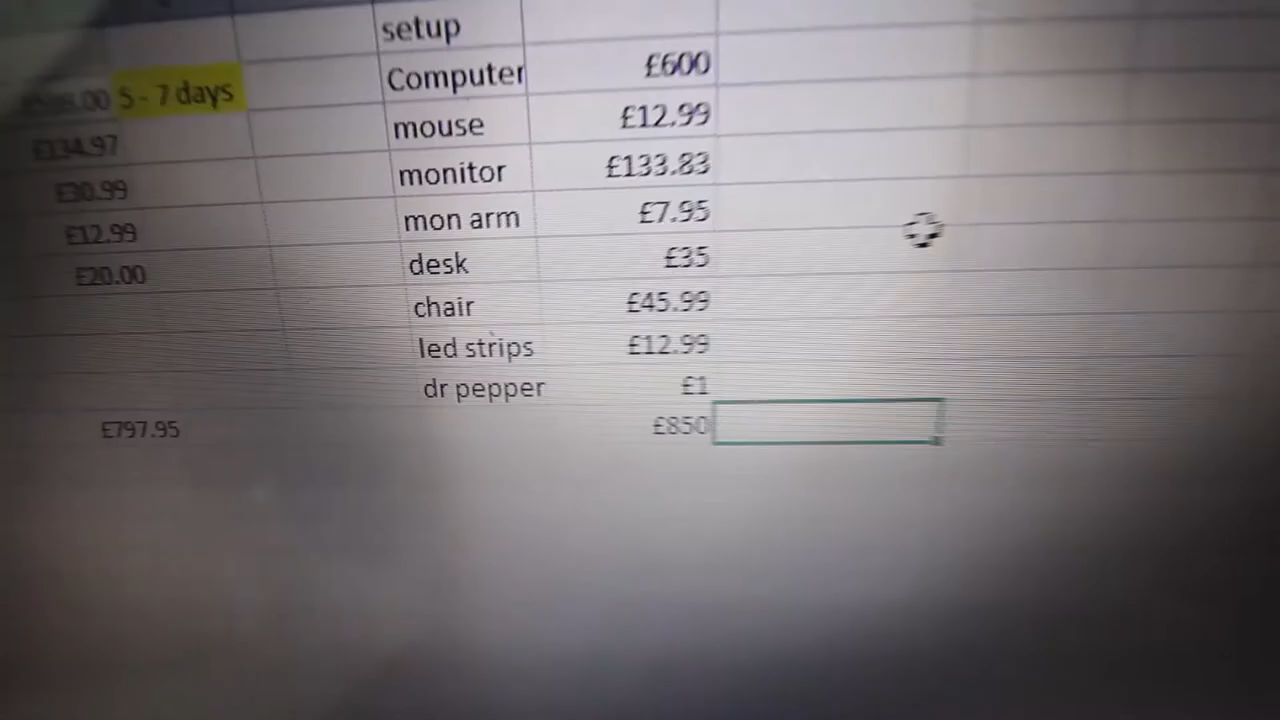 setup
Computer £600
5 - 7 days
mouse £12.99
£134.97
monitor £133.83
£30.99
mon arm £7.95
£12.99
desk £35
£20.00
chair £45.99
led strips £12.99
dr pepper £1
£797.95 £850